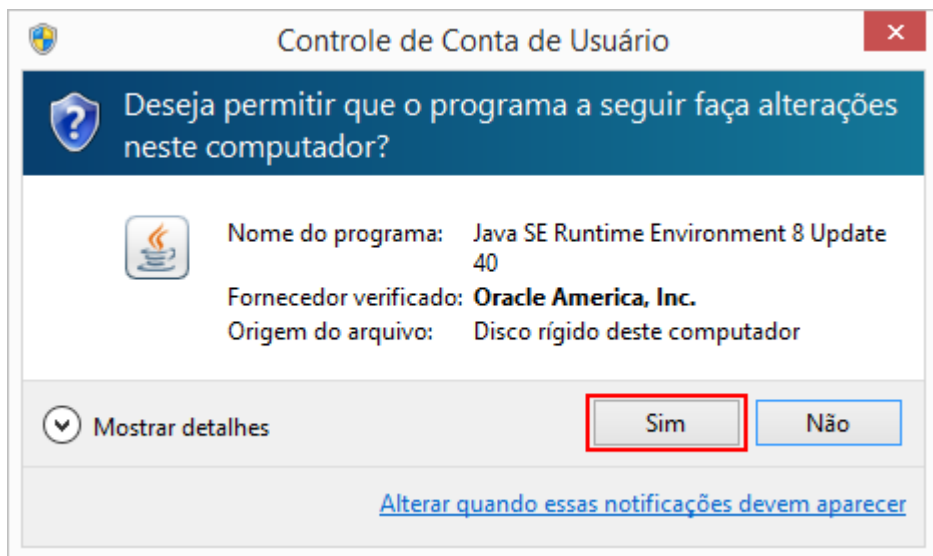 Controle de Conta de Usuário
Deseja permitir que o programa a seguir faça alterações
neste computador?
Nome do programa: Java SE Runtime Environment 8 Update
40
Fornecedor verificado: Oracle America, Inc.
Origem do arquivo: Disco rígido deste computador
Mostrar detalhes
Sim
Não
Alterar quando essas notificações devem aparecer